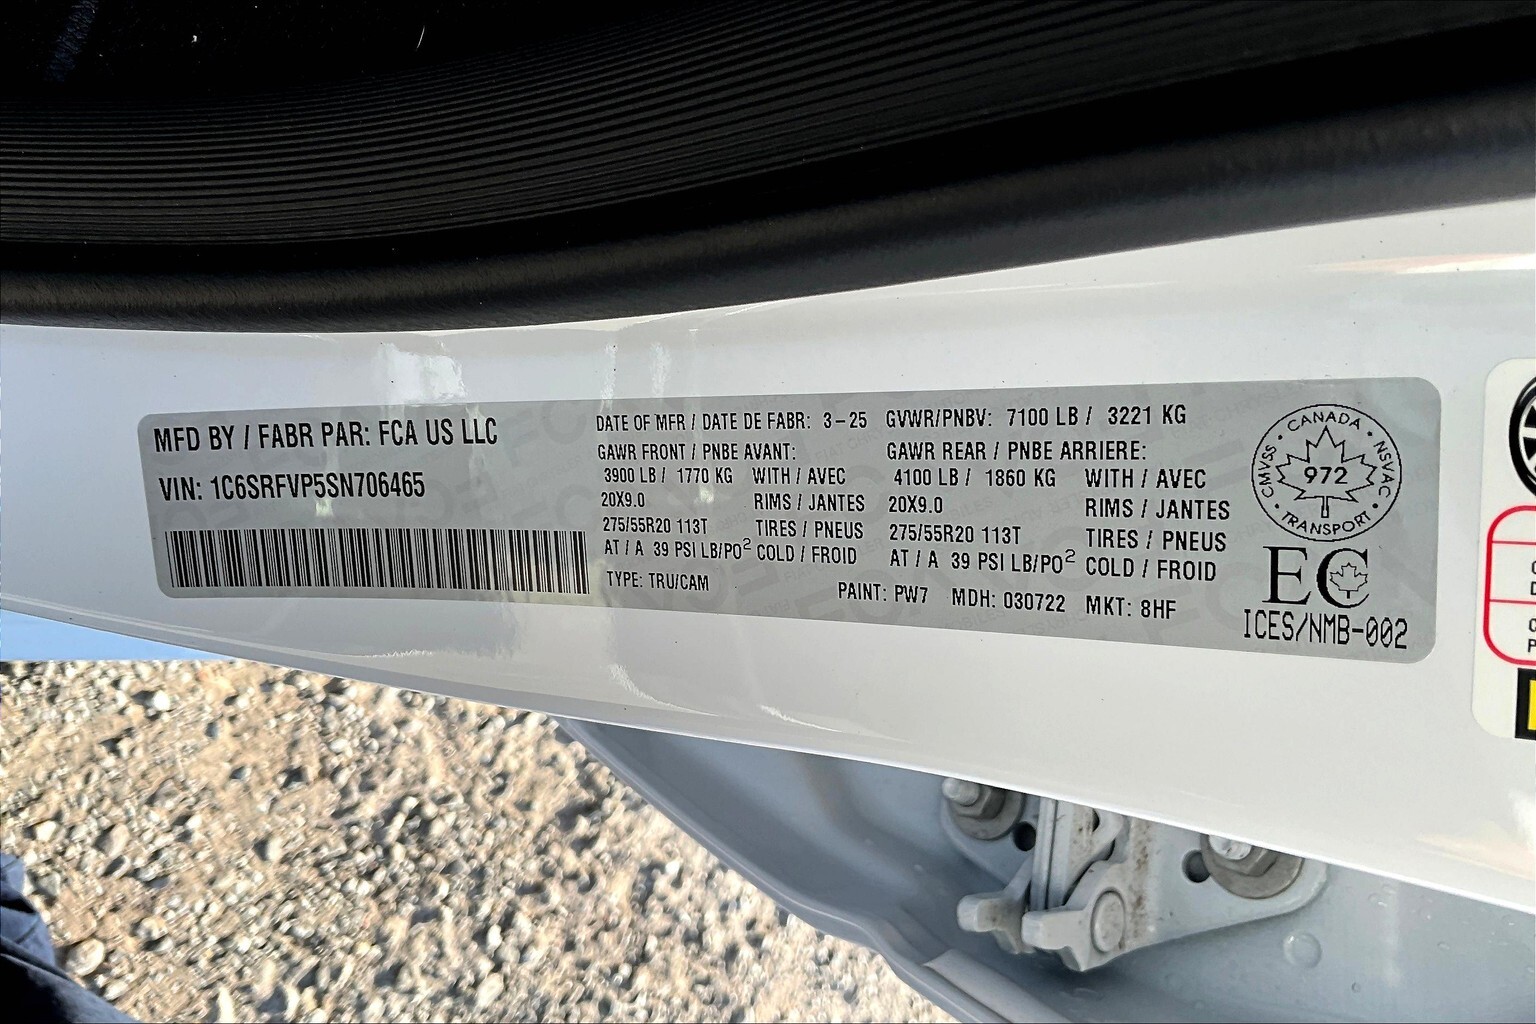 MFD BY / FABR PAR: FCA US LLC
VIN: 1C6SRFVP5SN706465
DATE OF MFR / DATE DE FABR: 3-25
GAWR FRONT / PNBE AVANT:
3900 LB / 1770 KG WITH / AVEC
20X9.0 RIMS / JANTES
275/55R20 113T TIRES / PNEUS
AT / A 39 PSI LB/PO² COLD / FROID
TYPE: TRU/CAM
GVWR/PNBV: 7100 LB / 3221 KG
GAWR REAR / PNBE ARRIERE:
4100 LB / 1860 KG WITH / AVEC
20X9.0 RIMS / JANTES
275/55R20 113T TIRES / PNEUS
AT / A 39 PSI LB/PO² COLD / FROID
PAINT: PW7 MDH: 030722 MKT: 8HF
CMVSS · CANADA · NSVAC · TRANSPORT ·
972
EC
ICES/NMB-002